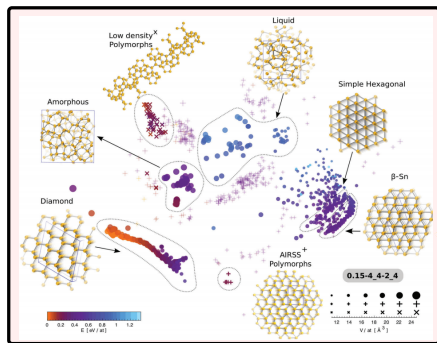 Low density x
Polymorphs
Liquid
Simple Hexagonal
Amorphous
β-Sn
Diamond
AIRSS +
Polymorphs
0.15-4_4-2_4
0 0.2 0.4 0.6 0.8 1 1.2
E [ eV / at ]
12 14 16 18 20 22 24
V / at [ Å³ ]